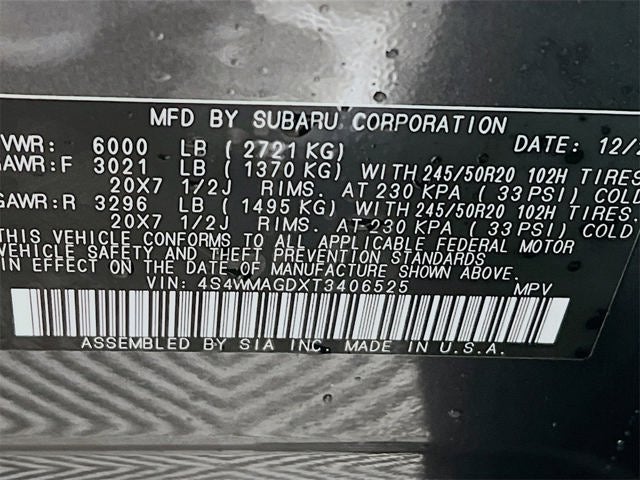 MFD BY SUBARU CORPORATION
VWR: 6000 LB ( 2721 KG) DATE: 12/
AWR:F 3021 LB ( 1370 KG) WITH 245/50R20 102H TIRES
20X7 1/2J RIMS. AT 230 KPA ( 33 PSI) COLD
GAWR:R 3296 LB ( 1495 KG) WITH 245/50R20 102H TIRES
20X7 1/2J RIMS. AT 230 KPA ( 33 PSI) COLD
THIS VEHICLE CONFORMS TO ALL APPLICABLE FEDERAL MOTOR
VEHICLE SAFETY AND THEFT PREVENTION STANDARDS
IN EFFECT ON THE DATE OF MANUFACTURE SHOWN ABOVE.
VIN: 4S4WMAGDXT3406525 MPV
ASSEMBLED BY SIA INC. MADE IN U.S.A.